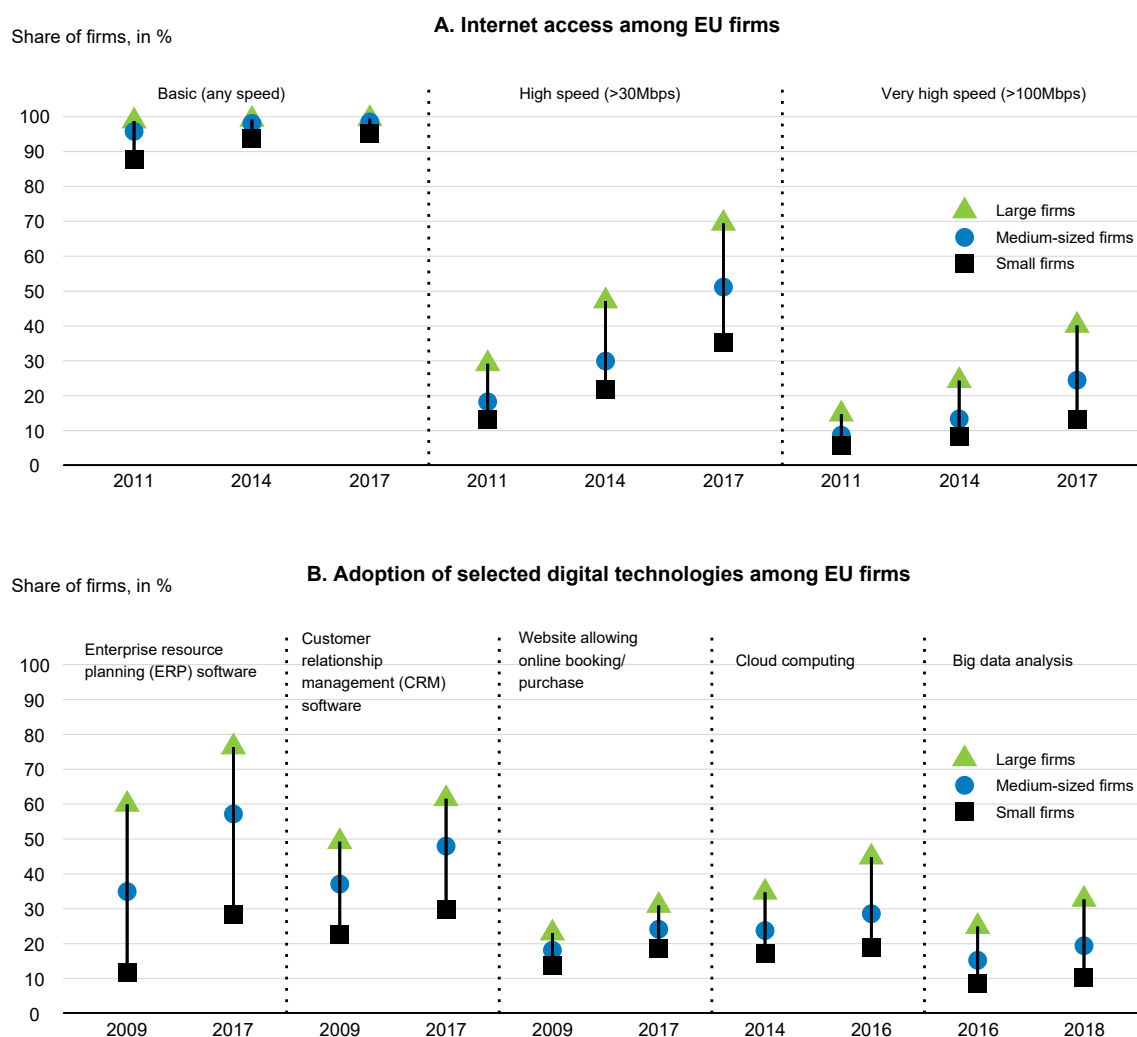 A. Internet access among EU firms
Share of firms, in %
Basic (any speed)
High speed (>30Mbps)
Very high speed (>100Mbps)
100
90
80
70
60
50
40
30
20
10
0
Large firms
Medium-sized firms
Small firms
2011
2014
2017
2011
2014
2017
2011
2014
2017
B. Adoption of selected digital technologies among EU firms
Share of firms, in %
Enterprise resource
planning (ERP) software
Customer
relationship
management (CRM)
software
Website allowing
online booking/
purchase
Cloud computing
Big data analysis
100
90
80
70
60
50
40
30
20
10
0
Large firms
Medium-sized firms
Small firms
2009
2017
2009
2017
2009
2017
2014
2016
2016
2018